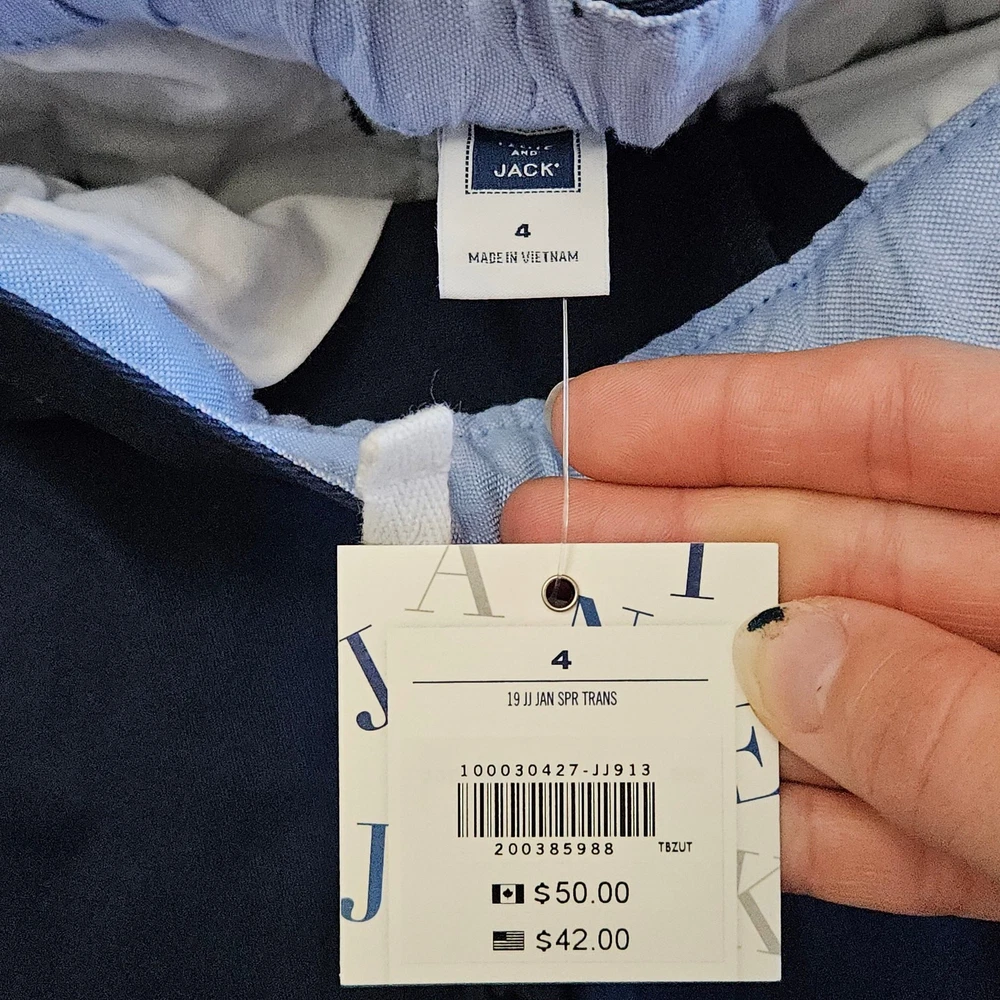 AND
JACK
4
MADE IN VIETNAM
A
J
N
I
4
19 JJ JAN SPR TRANS
100030427-JJ913
E
200385988 TBZUT
J
$50.00
K
$42.00